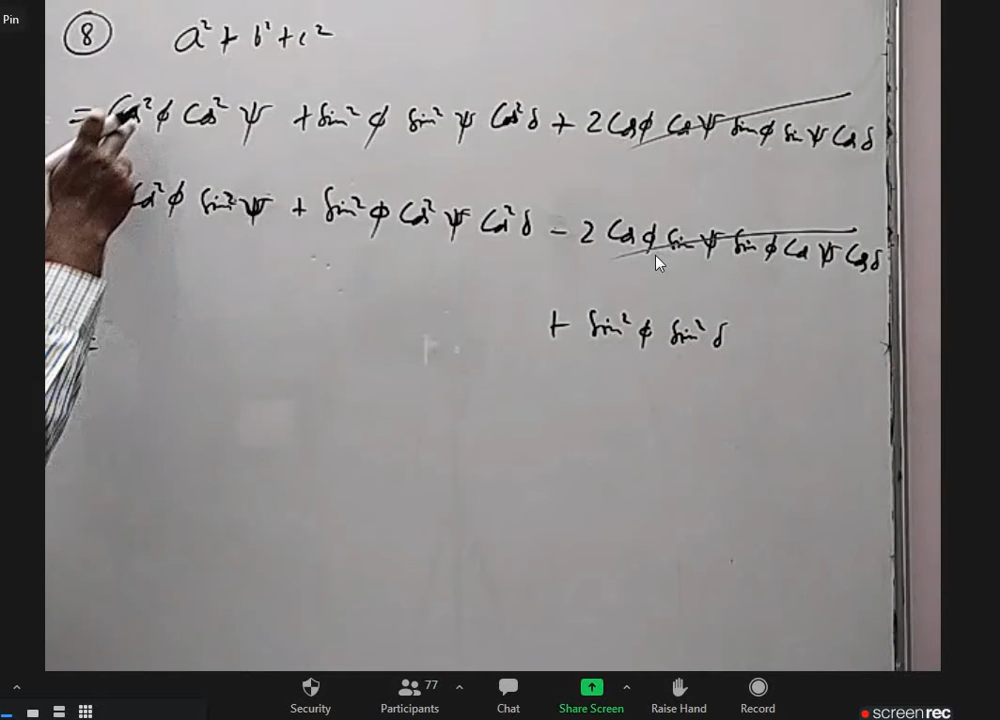 Pin
⑧ a² + b² + c²
= Cos²ϕ Cos²ψ + Sin²ϕ Sin²ψ Cos²δ + 2 Cosϕ Cosψ Sinϕ Sinψ Cosδ
Cos²ϕ Sin²ψ + Sin²ϕ Cos²ψ Cos²δ - 2 Cosϕ Sinψ Sinϕ Cosψ Cosδ
+ Sin²ϕ Sin²δ
=
77
Security Participants Chat Share Screen Raise Hand Record
screenrec